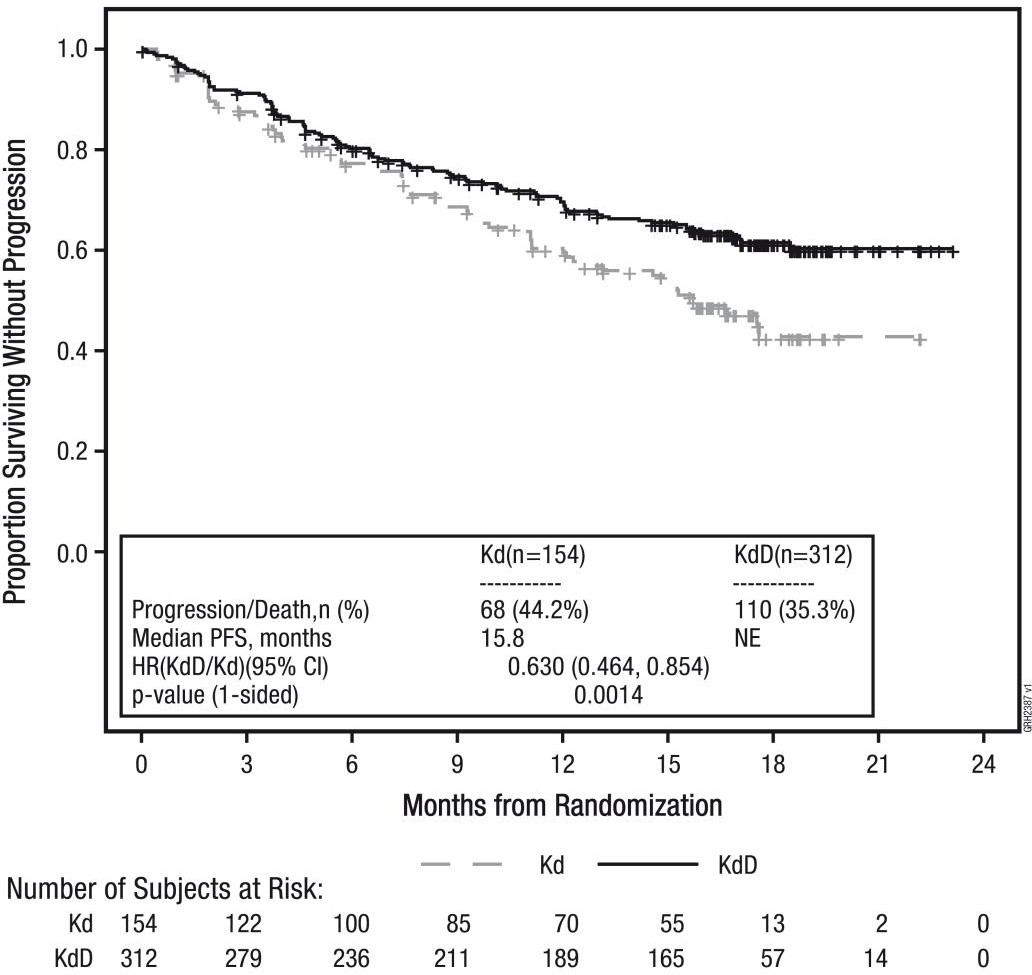 Proportion Surviving Without Progression
1.0
0.8
0.6
0.4
0.2
0.0
Kd(n=154) KdD(n=312)
----------- -----------
Progression/Death,n (%) 68 (44.2%) 110 (35.3%)
Median PFS, months 15.8 NE
HR(KdD/Kd)(95% CI) 0.630 (0.464, 0.854)
p-value (1-sided) 0.0014
GRH2387 v1
0 3 6 9 12 15 18 21 24
Months from Randomization
Kd KdD
Number of Subjects at Risk:
Kd 154 122 100 85 70 55 13 2 0
KdD 312 279 236 211 189 165 57 14 0